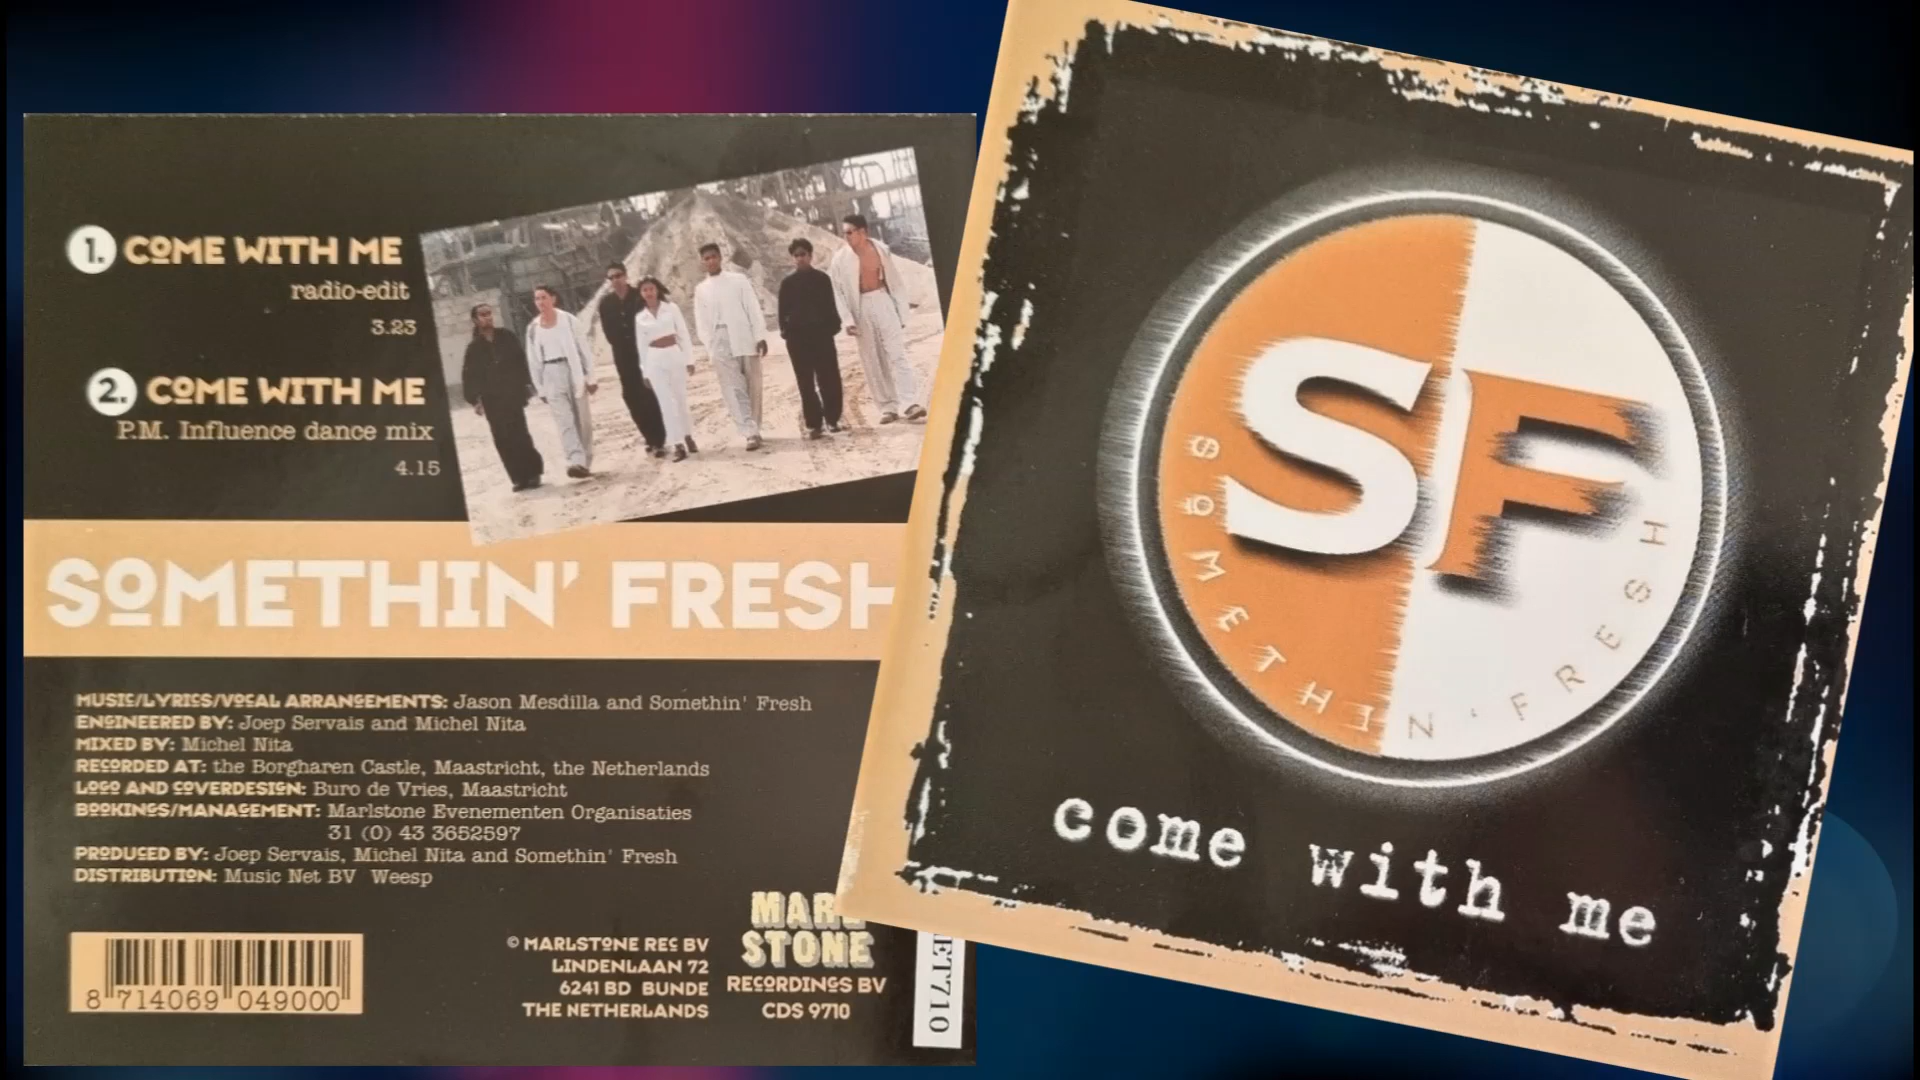 1. COME WITH ME
radio-edit
3.23
2. COME WITH ME
P.M. Influence dance mix
4.15
SOMETHIN' FRESH
MUSIC/LYRICS/VOCAL ARRANGEMENTS: Jason Mesdilla and Somethin' Fresh
ENGINEERED BY: Joep Servais and Michel Nita
MIXED BY: Michel Nita
RECORDED AT: the Borgharen Castle, Maastricht, the Netherlands
LOGO AND COVERDESIGN: Buro de Vries, Maastricht
BOOKINGS/MANAGEMENT: Marlstone Evenementen Organisaties
31 (0) 43 3652597
PRODUCED BY: Joep Servais, Michel Nita and Somethin' Fresh
DISTRIBUTION: Music Net BV Weesp
8 714069 049000
© MARLSTONE REC BV
LINDENLAAN 72
6241 BD BUNDE
THE NETHERLANDS
MARL
STONE
RECORDINGS BV
CDS 9710
ET710
SF
SOMETHIN' FRESH
come with me